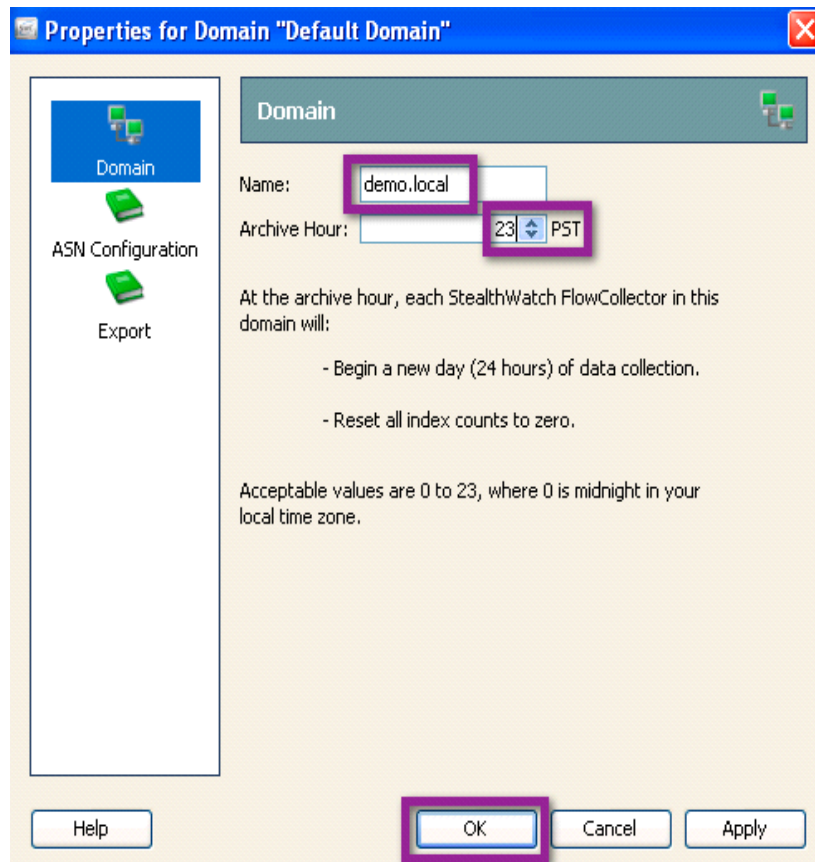 Properties for Domain "Default Domain"
Domain
ASN Configuration
Export
Domain
Name: demo.local
Archive Hour: 23 PST
At the archive hour, each StealthWatch FlowCollector in this
domain will:
- Begin a new day (24 hours) of data collection.
- Reset all index counts to zero.
Acceptable values are 0 to 23, where 0 is midnight in your
local time zone.
Help OK Cancel Apply